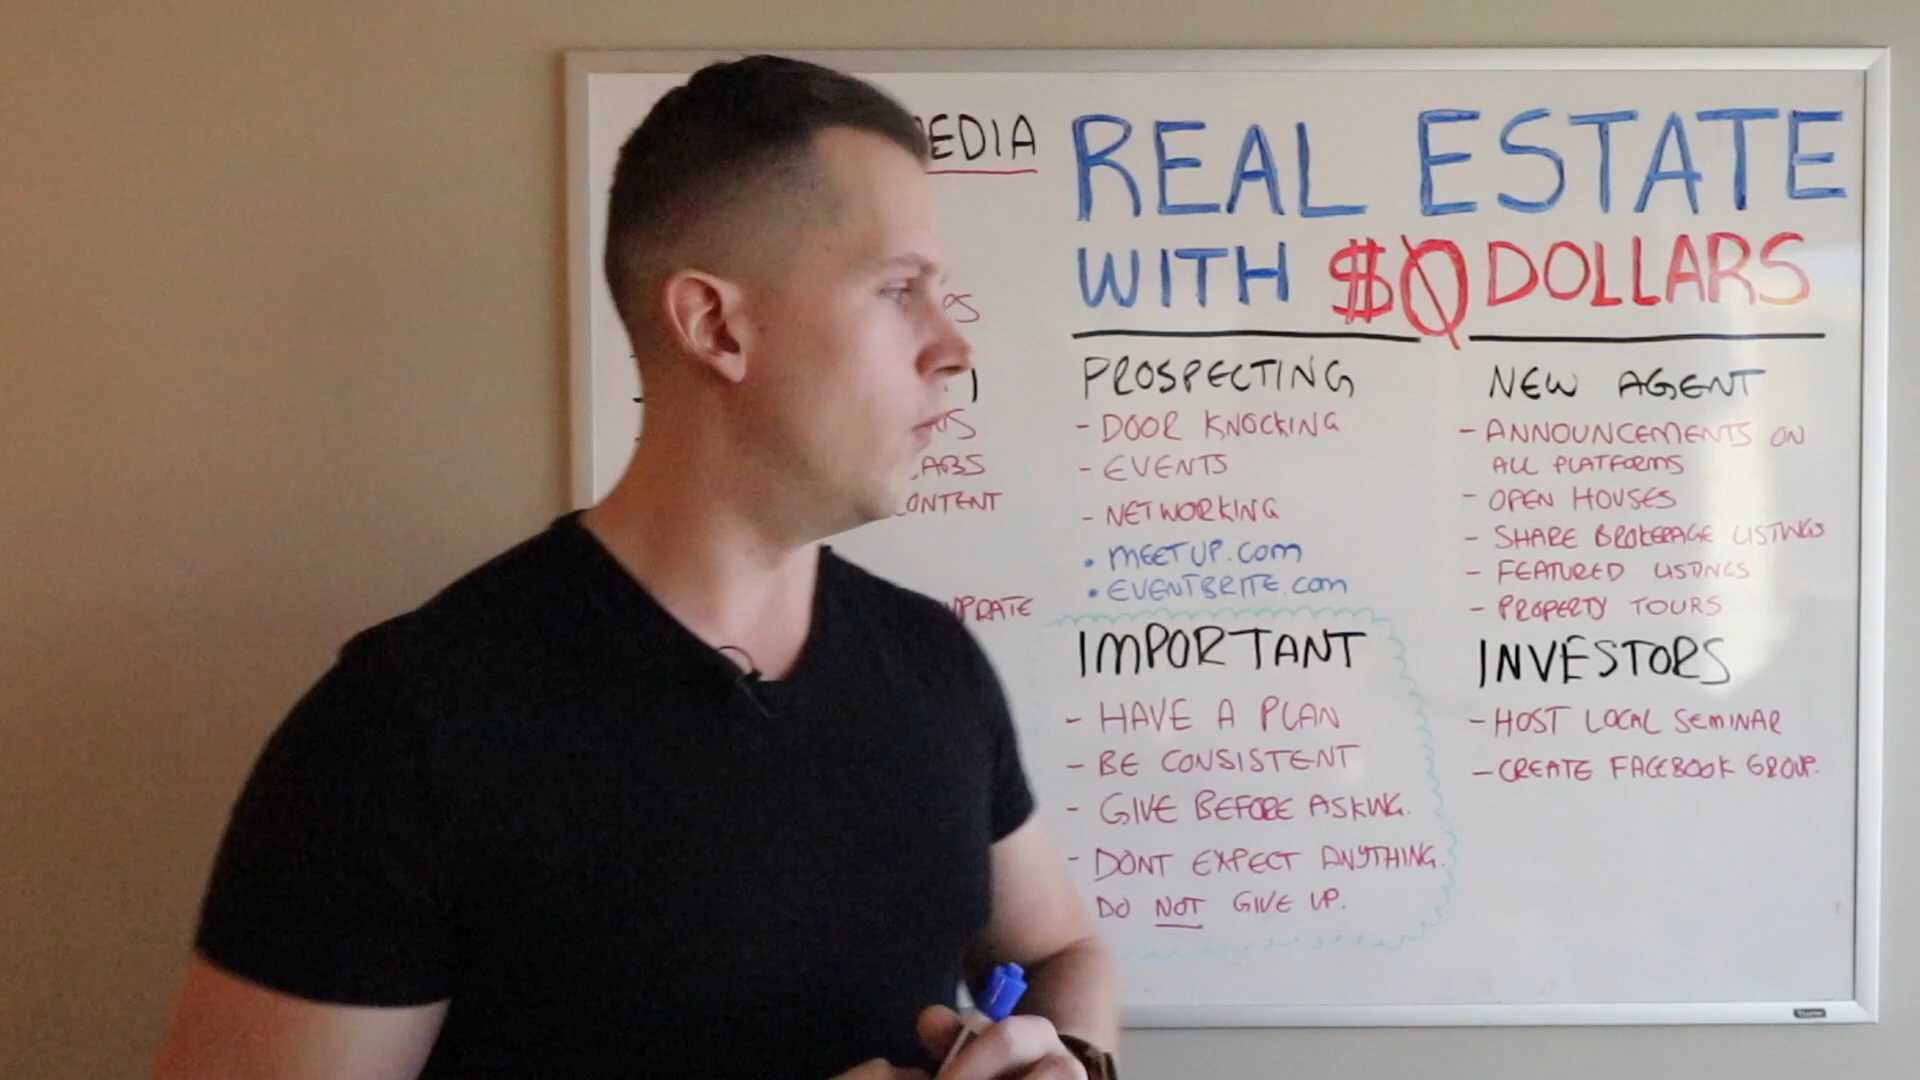 EDIA
UPDATE
REAL ESTATE
WITH $0 DOLLARS
PROSPECTING
- DOOR KNOCKING
- EVENTS
- NETWORKING
• MEETUP.COM
• EVENTBRITE.COM
IMPORTANT
- HAVE A PLAN
- BE CONSISTENT
- GIVE BEFORE ASKING.
- DONT EXPECT ANYTHING.
DO NOT GIVE UP.
NEW AGENT
- ANNOUNCEMENTS ON
ALL PLATFORMS
- OPEN HOUSES
- SHARE BROKERAGE LISTINGS
- FEATURED LISTINGS
- PROPERTY TOURS
INVESTORS
- HOST LOCAL SEMINAR
- CREATE FACEBOOK GROUP.